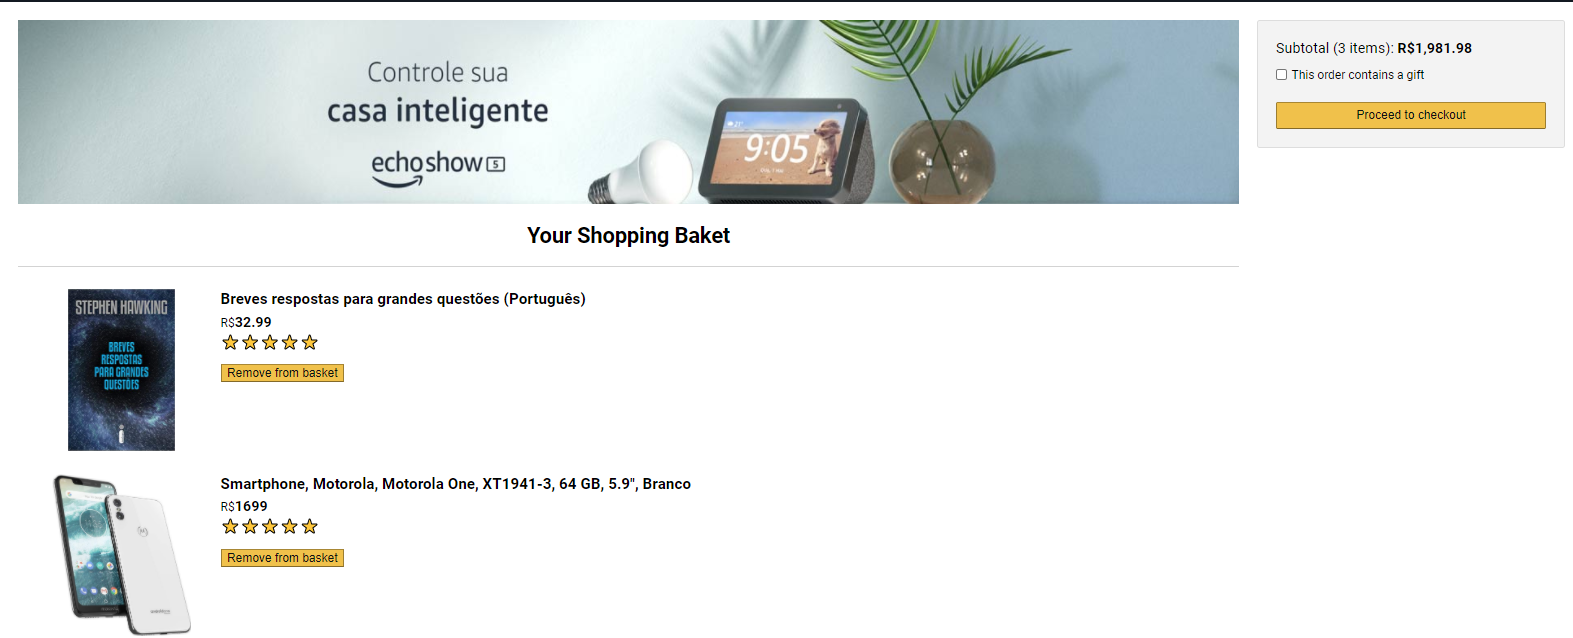 Controle sua
casa inteligente
echo show 5
21°
9:05
Subtotal (3 items): R$1,981.98
This order contains a gift
Proceed to checkout
Your Shopping Baket
STEPHEN HAWKING
BREVES
RESPOSTAS
PARA GRANDES
QUESTÕES
Breves respostas para grandes questões (Português)
R$32.99
Remove from basket
Smartphone, Motorola, Motorola One, XT1941-3, 64 GB, 5.9", Branco
R$1699
Remove from basket